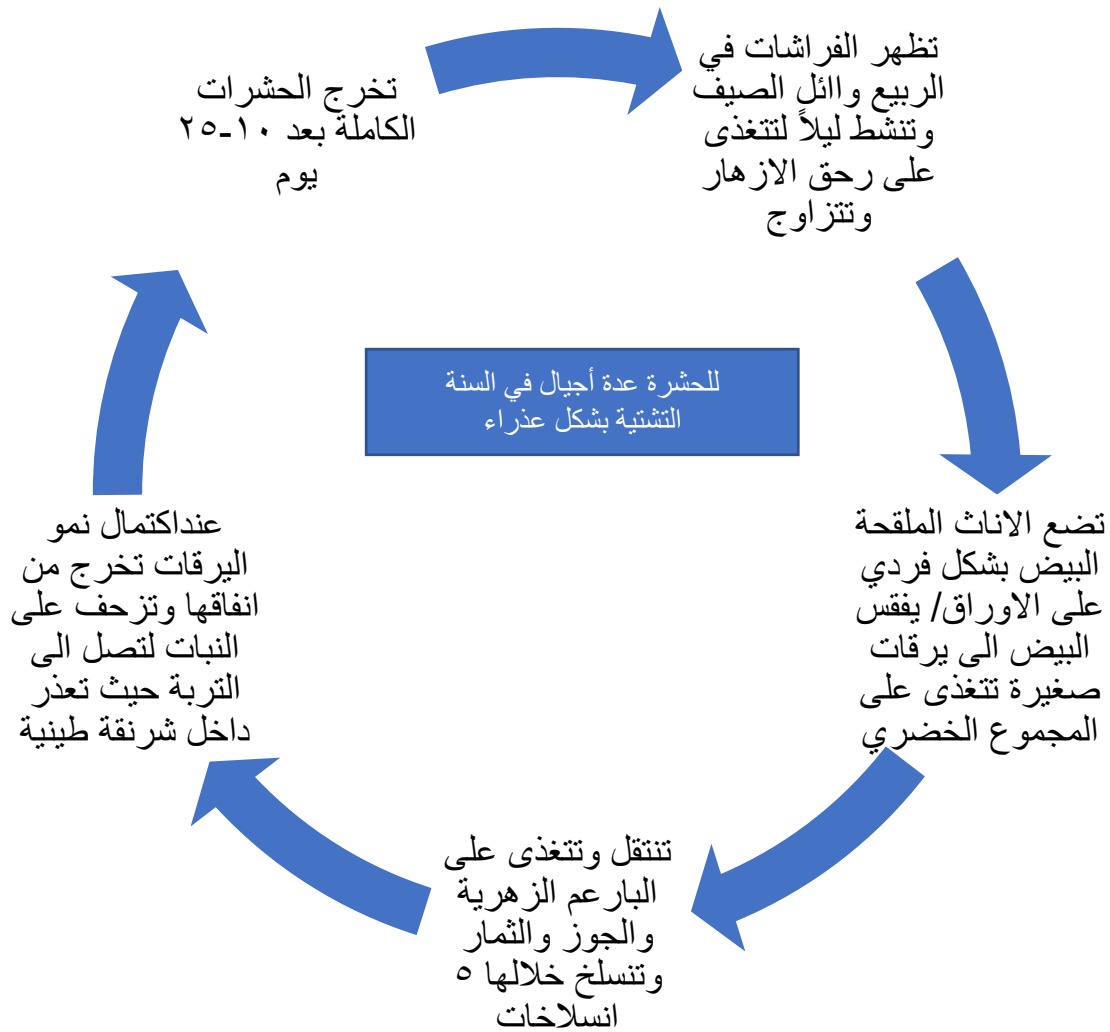 تظهر الفراشات في
الربيع واائل الصيف
وتنشط ليلاً لتتغذى
على رحق الازهار
وتتزاوج
تضع الاناث الملقحة
البيض بشكل فردي
على الاوراق/ يفقس
البيض الى يرقات
صغيرة تتغذى على
المجموع الخضري
تنتقل وتتغذى على
البارعم الزهرية
والجوز والثمار
وتنسلخ خلالها ٥
انسلاخات
عنداكتمال نمو
اليرقات تخرج من
انفاقها وتزحف على
النبات لتصل الى
التربة حيث تعذر
داخل شرنقة طينية
تخرج الحشرات
الكاملة بعد ١٠-٢٥
يوم
للحشرة عدة أجيال في السنة
التشتية بشكل عذراء